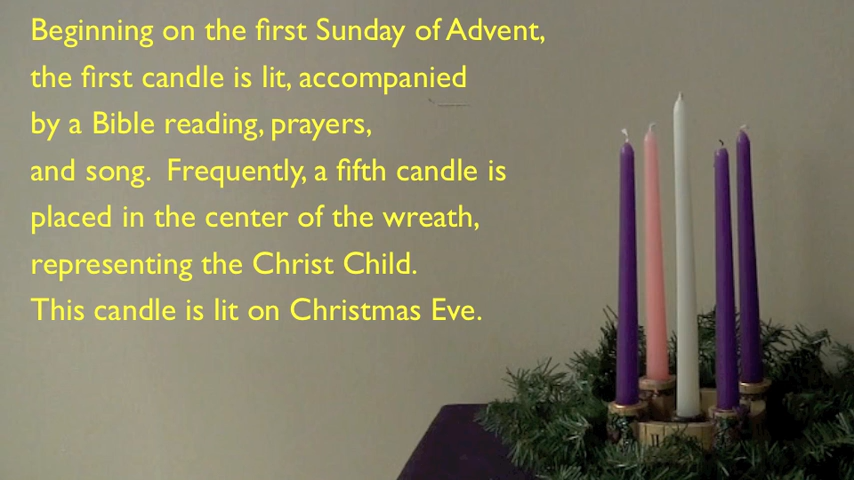 Beginning on the first Sunday of Advent,
the first candle is lit, accompanied
by a Bible reading, prayers,
and song.  Frequently, a fifth candle is
placed in the center of the wreath,
representing the Christ Child.
This candle is lit on Christmas Eve.